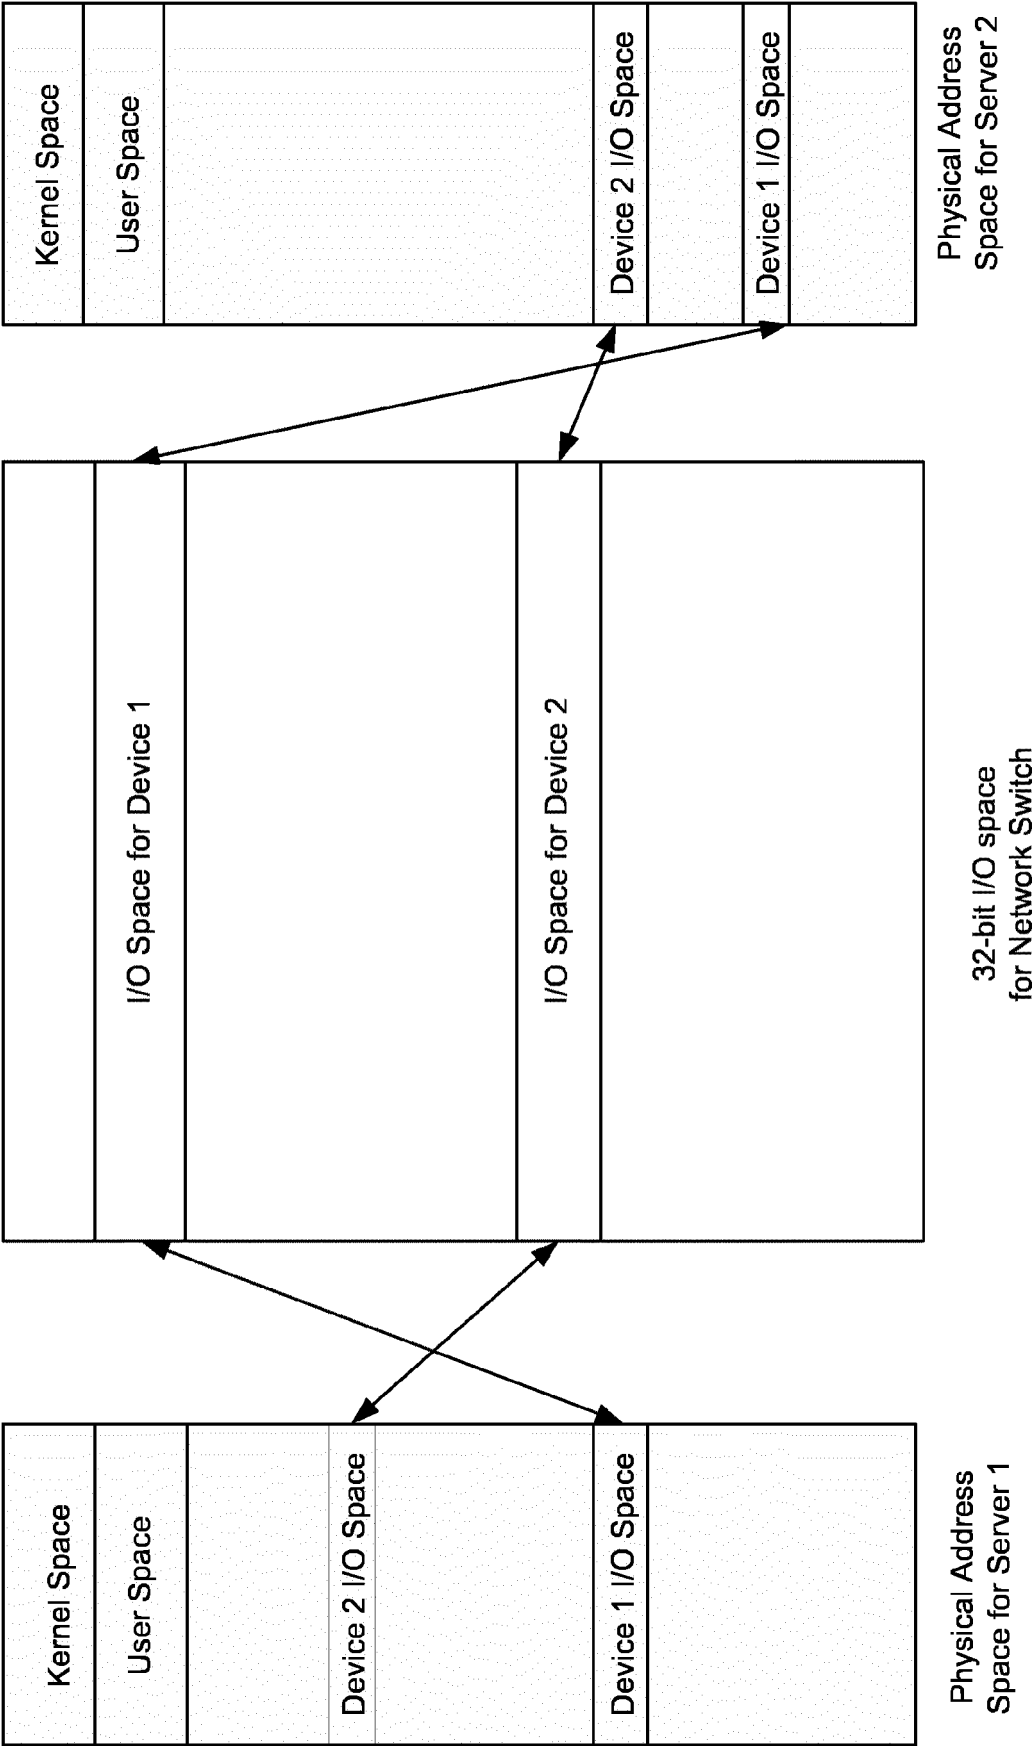 Kernel Space
User Space
Device 2 I/O Space
Device 1 I/O Space
Physical Address
Space for Server 1
I/O Space for Device 1
I/O Space for Device 2
32-bit I/O space
for Network Switch
Kernel Space
User Space
Device 2 I/O Space
Device 1 I/O Space
Physical Address
Space for Server 2